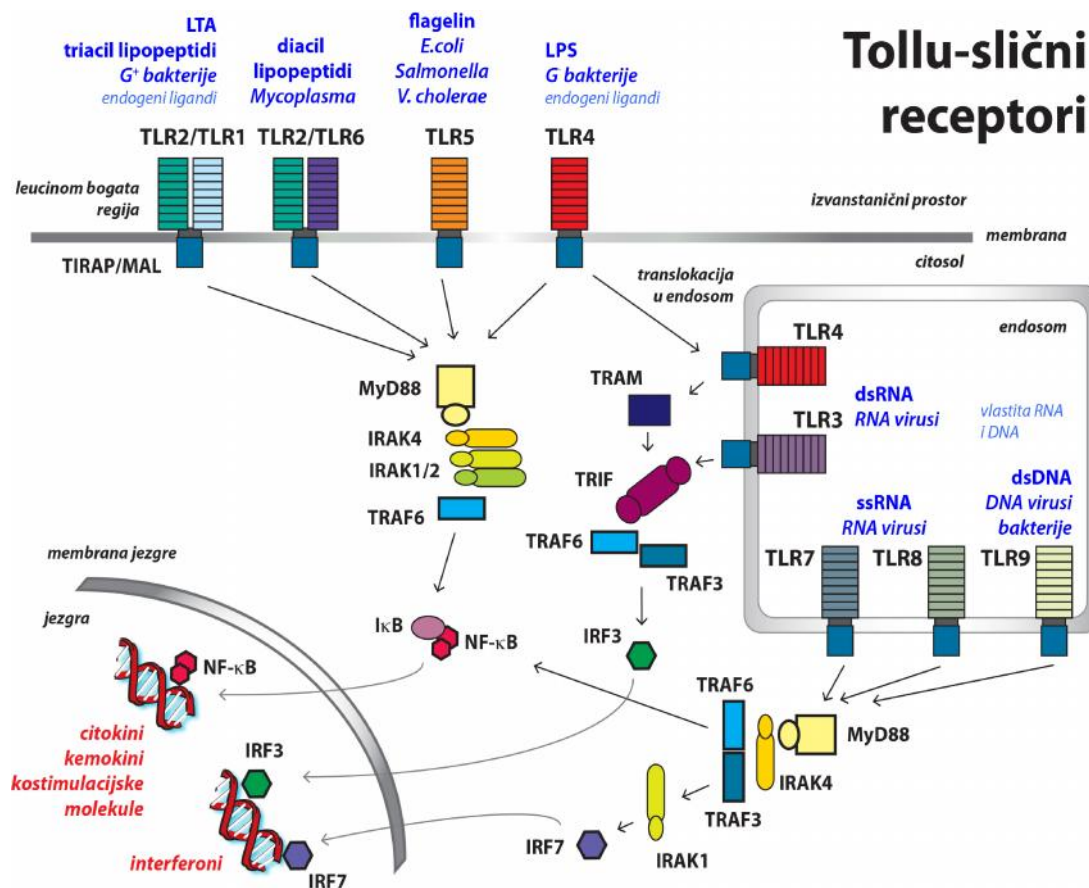 Tollu-slični
receptori
LTA
triacil lipopeptidi
G⁺ bakterije
endogeni ligandi
TLR2/TLR1
diacil
lipopeptidi
Mycoplasma
TLR2/TLR6
flagelin
E.coli
Salmonella
V. cholerae
TLR5
LPS
G bakterije
endogeni ligandi
TLR4
leucinom bogata
regija
izvanstanični prostor
membrana
citosol
TIRAP/MAL
translokacija
u endosom
endosom
TLR4
TRAM
MyD88
dsRNA
RNA virusi
vlastita RNA
i DNA
TLR3
IRAK4
IRAK1/2
TRIF
dsDNA
DNA virusi
bakterije
ssRNA
RNA virusi
TRAF6
TRAF6
TRAF3
TLR7
TLR8
TLR9
membrana jezgre
jezgra
IκB
NF-κB
IRF3
NF-κB
TRAF6
MyD88
citokini
kemokini
kostimulacijske
molekule
IRF3
IRAK4
TRAF3
interferoni
IRF7
IRF7
IRAK1